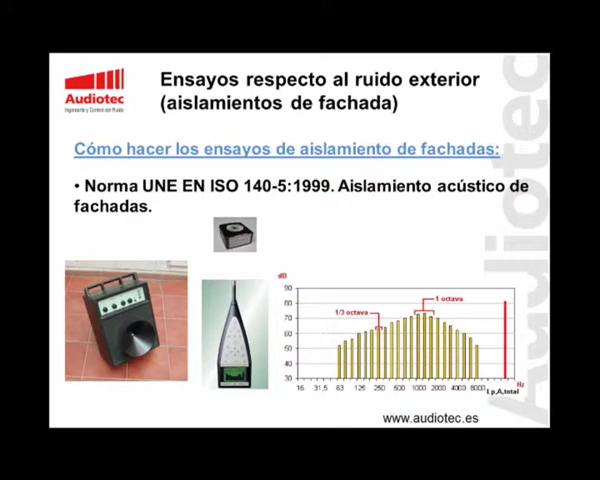 Audiotec
Ingeniería y Control del Ruido
Ensayos respecto al ruido exterior
(aislamientos de fachada)
Cómo hacer los ensayos de aislamiento de fachadas:
• Norma UNE EN ISO 140-5:1999. Aislamiento acústico de
fachadas.
dB
90
80
70
60
50
40
30
1/3 octava
1 octava
16 31,5 63 125 250 500 1000 2000 4000 8000 Hz
Lp,A,total
www.audiotec.es
Audiotec